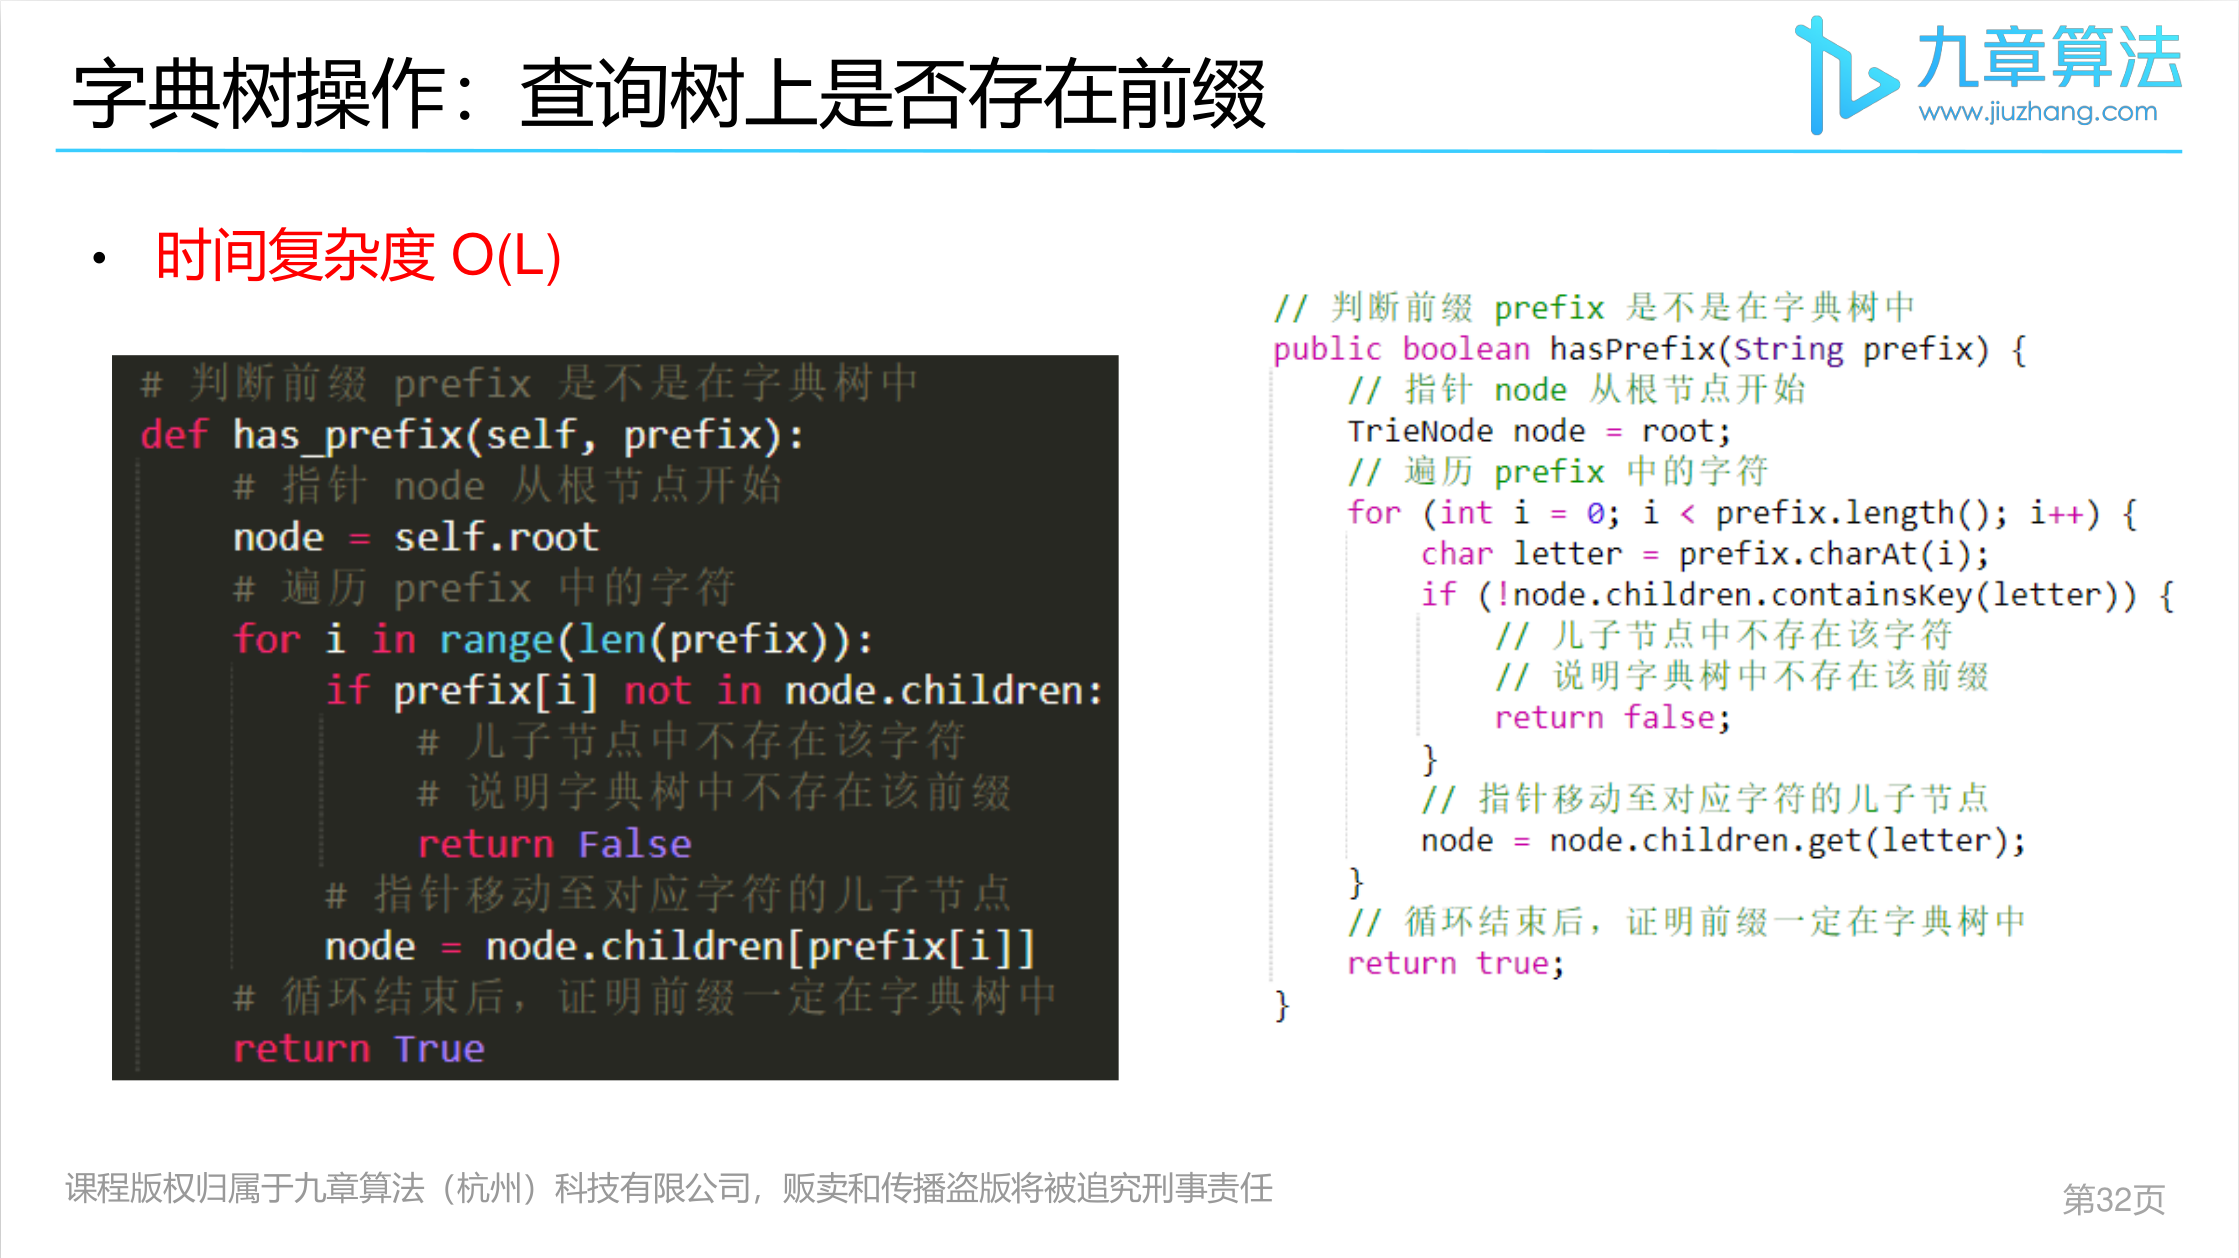 字典树操作：查询树上是否存在前缀
九章算法
www.jiuzhang.com
• 时间复杂度 O(L)
# 判断前缀 prefix 是不是在字典树中
def has_prefix(self, prefix):
    # 指针 node 从根节点开始
    node = self.root
    # 遍历 prefix 中的字符
    for i in range(len(prefix)):
        if prefix[i] not in node.children:
            # 儿子节点中不存在该字符
            # 说明字典树中不存在该前缀
            return False
        # 指针移动至对应字符的儿子节点
        node = node.children[prefix[i]]
    # 循环结束后，证明前缀一定在字典树中
    return True
// 判断前缀 prefix 是不是在字典树中
public boolean hasPrefix(String prefix) {
    // 指针 node 从根节点开始
    TrieNode node = root;
    // 遍历 prefix 中的字符
    for (int i = 0; i < prefix.length(); i++) {
        char letter = prefix.charAt(i);
        if (!node.children.containsKey(letter)) {
            // 儿子节点中不存在该字符
            // 说明字典树中不存在该前缀
            return false;
        }
        // 指针移动至对应字符的儿子节点
        node = node.children.get(letter);
    }
    // 循环结束后，证明前缀一定在字典树中
    return true;
}
课程版权归属于九章算法（杭州）科技有限公司，贩卖和传播盗版将被追究刑事责任
第32页